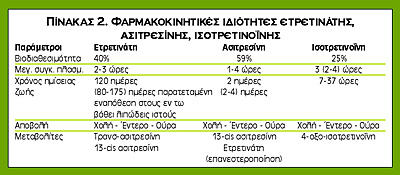 ΠΙΝΑΚΑΣ 2. ΦΑΡΜΑΚΟΚΙΝΗΤΙΚΕΣ ΙΔΙΟΤΗΤΕΣ ΕΤΡΕΤΙΝΑΤΗΣ,
ΑΣΙΤΡΕΣΙΝΗΣ, ΙΣΟΤΡΕΤΙΝΟΪΝΗΣ
Παράμετροι Ετρετινάτη Ασιτρεσίνη Ισοτρετινοΐνη
Βιοδιαθεσιμότητα 40% 59% 25%
Μεγ. συγκ. πλασμ. 2-3 ώρες 1-4 ώρες 3 (2-4) ώρες
Χρόνος ημίσειας 120 ημέρες 2 ημέρες 7-37 ώρες
ζωής (80-175) ημέρες παρατεταμένη (2-4) ημέρες
εναπόθεση στους εν τω
βάθει λιπώδεις ιστούς
Αποβολή Χολή - Έντερο - Ούρα Χολή - Έντερο - Ούρα Χολή - Έντερο - Ούρα
Μεταβολίτες Τρανσ-ασιτρεσίνη 13-cis ασιτρεσίνη 4-οξο-ισοτρετινοΐνη
13-cis ασιτρεσίνη Ετρετινάτη
(επανεστεροποίηση)